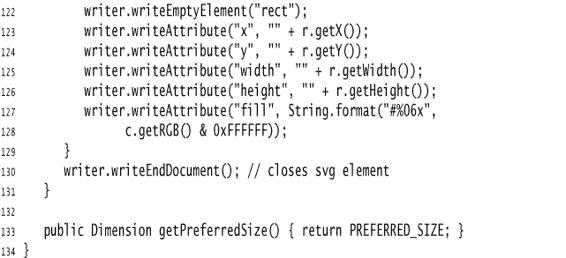 122         writer.writeEmptyElement("rect");
123         writer.writeAttribute("x", "" + r.getX());
124         writer.writeAttribute("y", "" + r.getY());
125         writer.writeAttribute("width", "" + r.getWidth());
126         writer.writeAttribute("height", "" + r.getHeight());
127         writer.writeAttribute("fill", String.format("#%06x",
128               c.getRGB() & 0xFFFFFF));
129      }
130      writer.writeEndDocument(); // closes svg element
131   }
132
133   public Dimension getPreferredSize() { return PREFERRED_SIZE; }
134 }